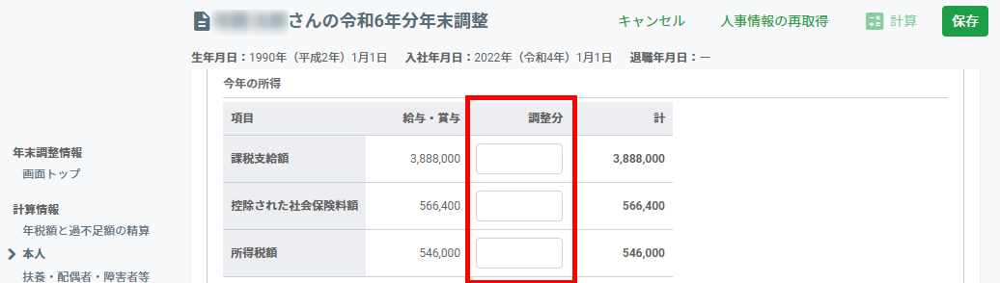 さんの令和6年分年末調整
キャンセル
人事情報の再取得
計算
保存
生年月日：1990年（平成2年）1月1日 入社年月日：2022年（令和4年）1月1日 退職年月日：—
今年の所得
項目 給与・賞与 調整分 計
課税支給額 3,888,000 3,888,000
控除された社会保険料額 566,400 566,400
所得税額 546,000 546,000
年末調整情報
画面トップ
計算情報
年税額と過不足額の精算
本人
扶養・配偶者・障害者等